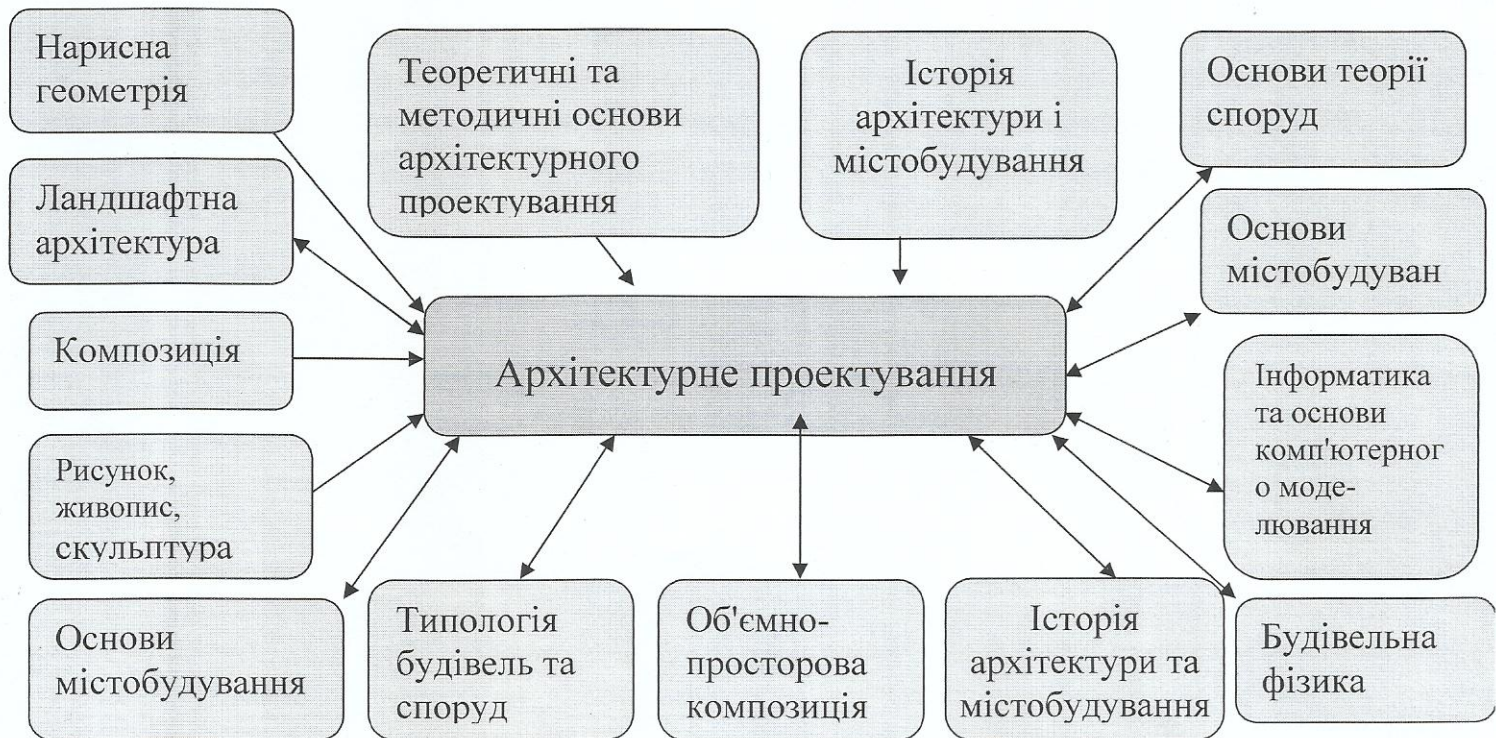 Нарисна
геометрія
Теоретичні та
методичні основи
архітектурного
проектування
Історія
архітектури і
містобудування
Основи теорії
споруд
Ландшафтна
архітектура
Основи
містобудуван
Композиція
Архітектурне проектування
Інформатика
та основи
комп'ютерног
о моде-
лювання
Рисунок,
живопис,
скульптура
Основи
містобудування
Типологія
будівель та
споруд
Об'ємно-
просторова
композиція
Історія
архітектури та
містобудування
Будівельна
фізика